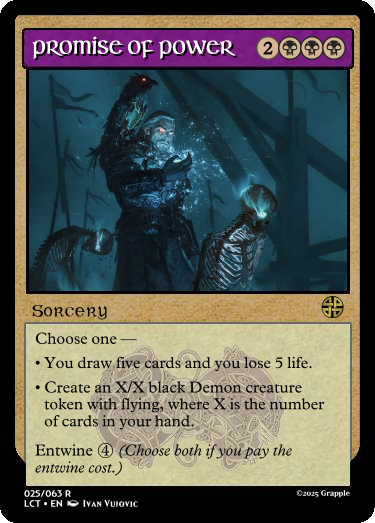 Promise of Power 2
Sorcery
Choose one —
• You draw five cards and you lose 5 life.
• Create an X/X black Demon creature
token with flying, where X is the number
of cards in your hand.
Entwine 4 (Choose both if you pay the
entwine cost.)
025/063 R
LCT • EN Ivan Vujovic
©2025 Grapple